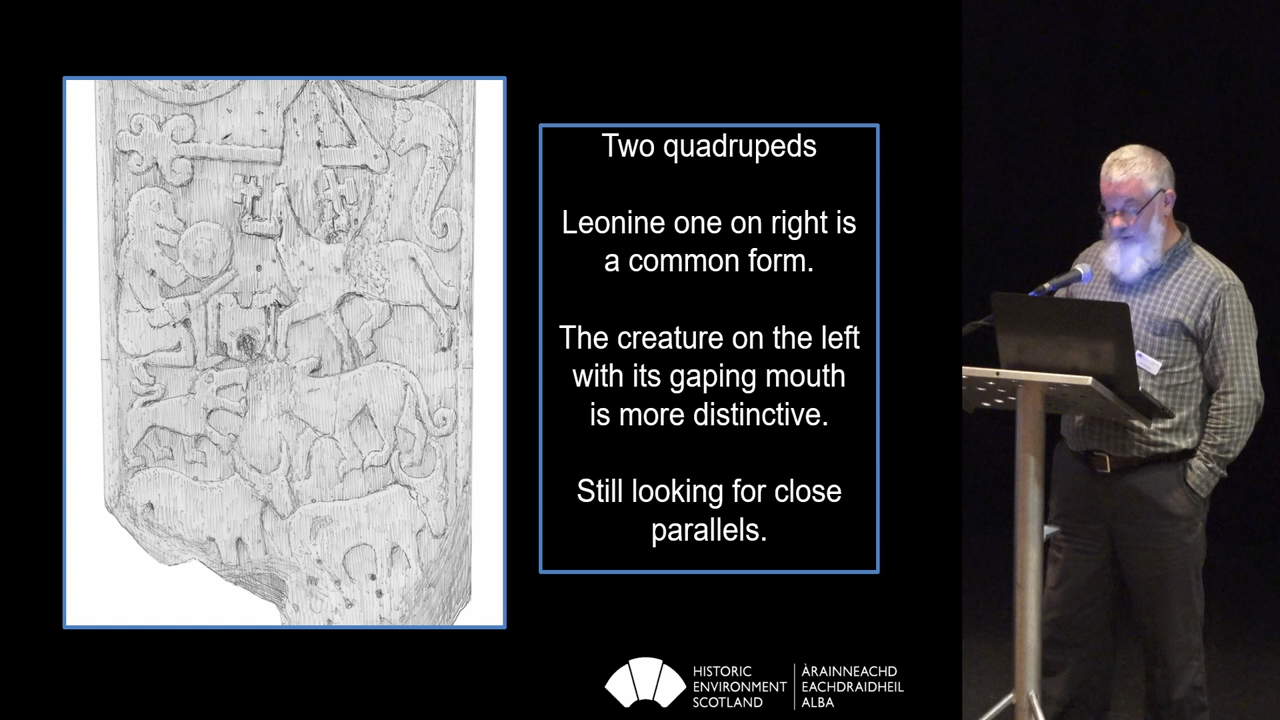 Two quadrupeds
Leonine one on right is
a common form.
The creature on the left
with its gaping mouth
is more distinctive.
Still looking for close
parallels.
HISTORIC
ENVIRONMENT
SCOTLAND
ÀRAINNEACHD
EACHDRAIDHEIL
ALBA